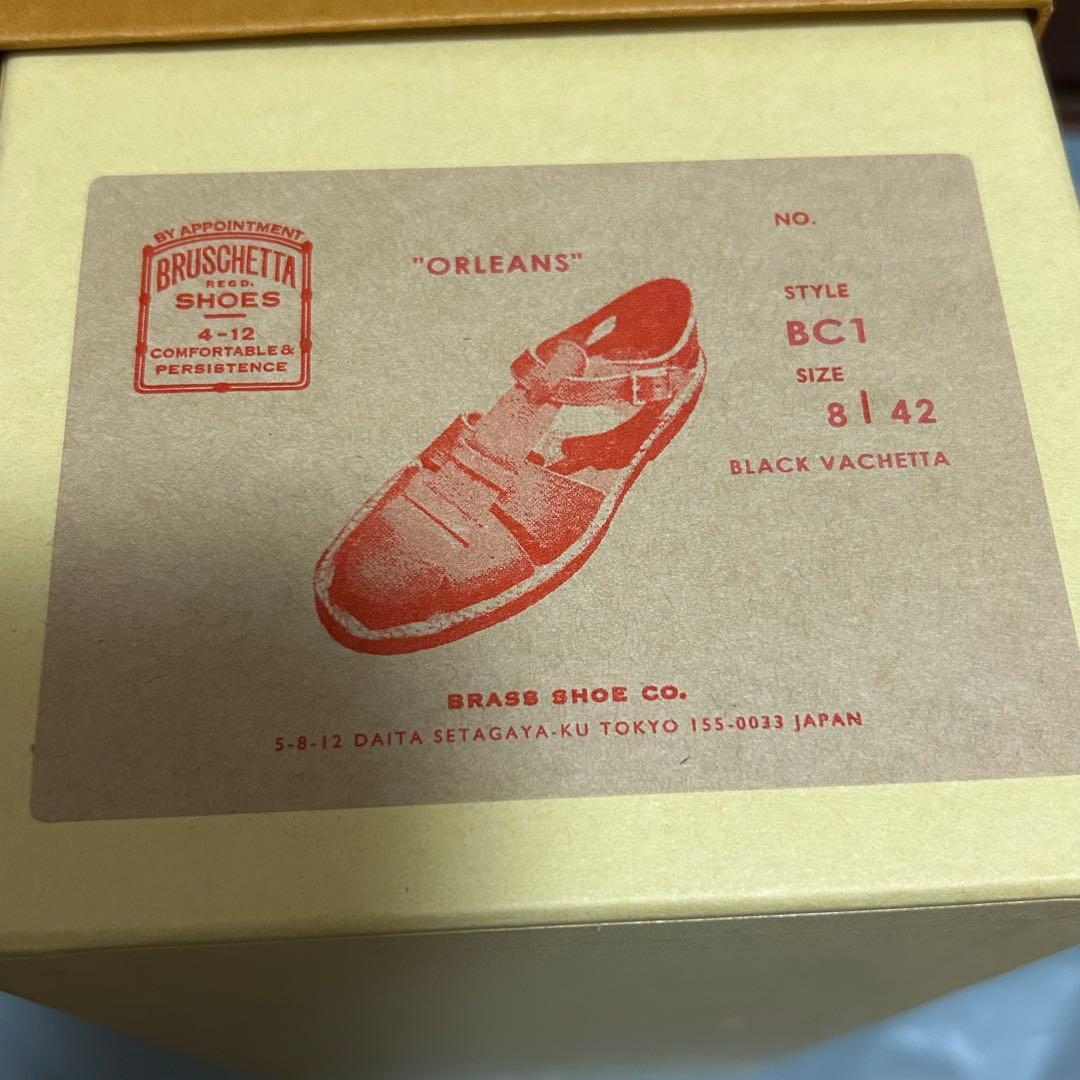 BY APPOINTMENT
BRUSCHETTA
REGD.
SHOES
4-12
COMFORTABLE &
PERSISTENCE
"ORLEANS"
NO.
STYLE
BC1
SIZE
8 | 42
BLACK VACHETTA
BRASS SHOE CO.
5-8-12 DAITA SETAGAYA-KU TOKYO 155-0033 JAPAN